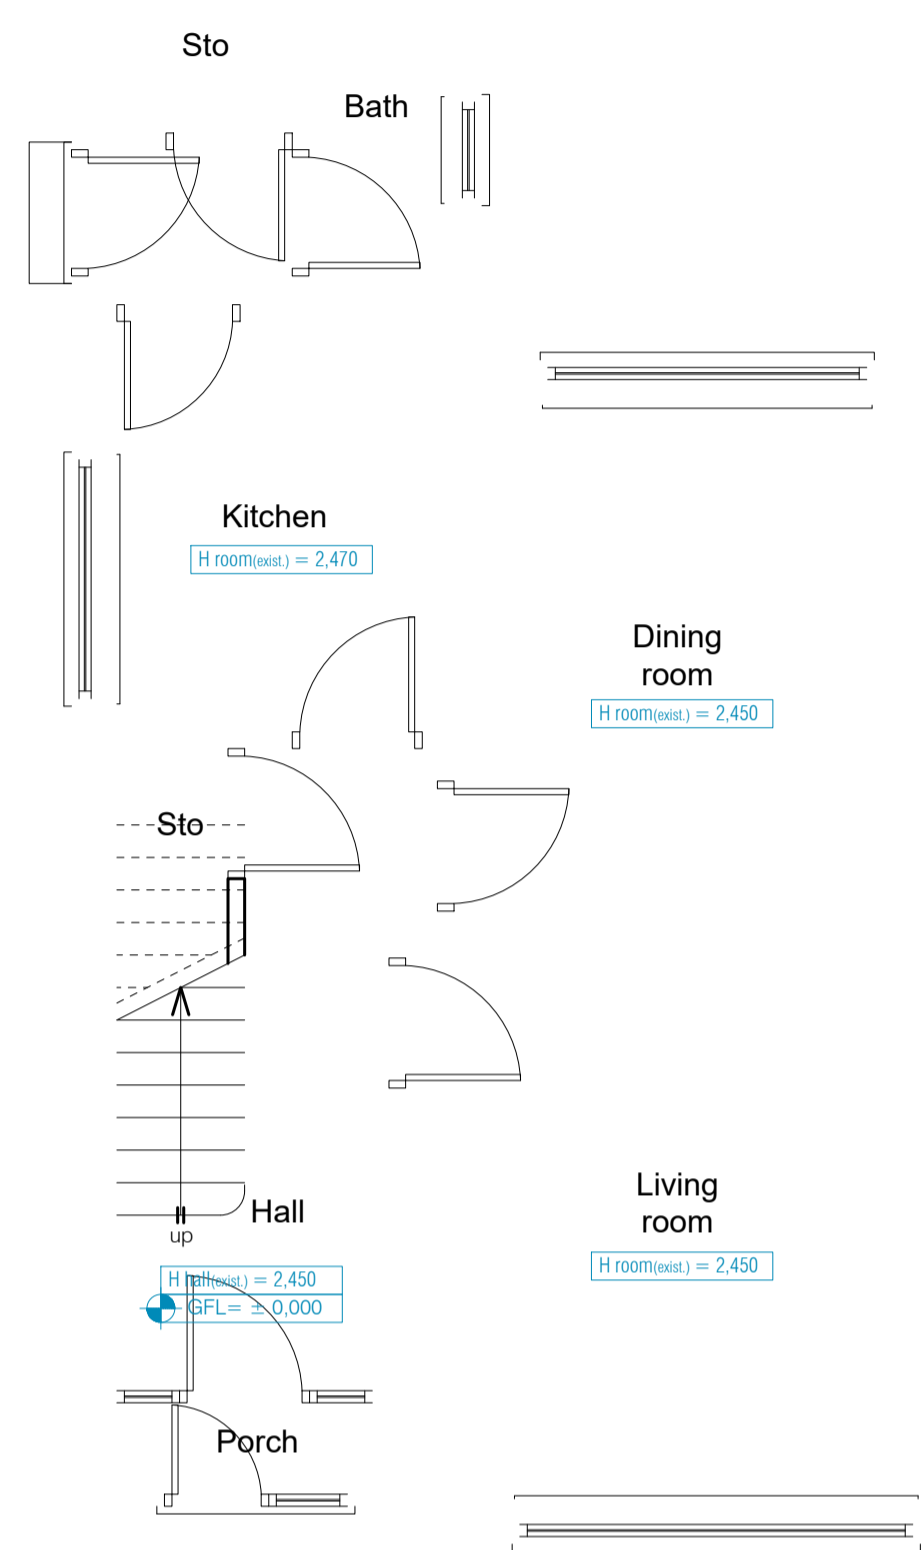 Sto
Bath
Kitchen
H room(exist.) = 2,470
Dining
room
H room(exist.) = 2,450
Sto
Hall
up
Living
room
H room(exist.) = 2,450
H hall(exist.) = 2,450
GFL= ± 0,000
Porch